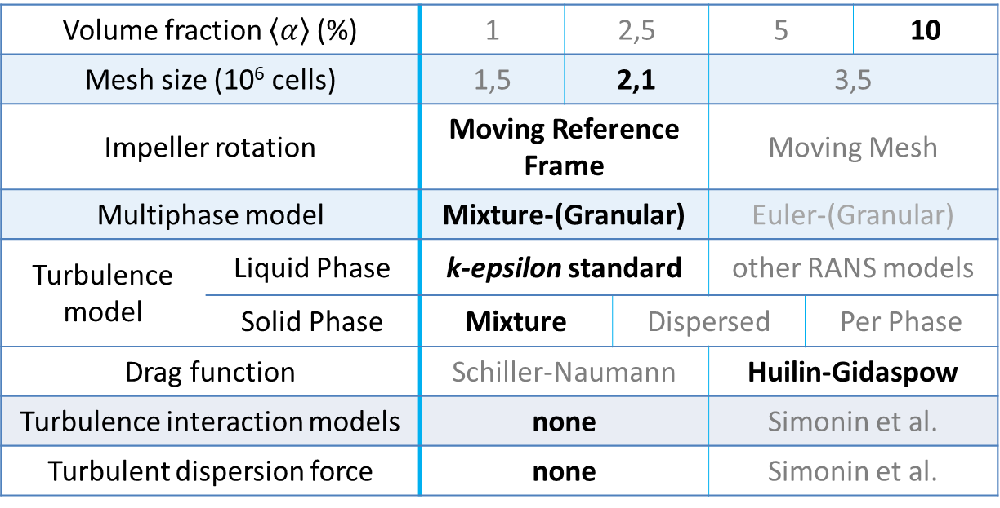 Volume fraction ⟨α⟩ (%) 1 2,5 5 10
Mesh size (10⁶ cells) 1,5 2,1 3,5
Impeller rotation Moving Reference Frame Moving Mesh
Multiphase model Mixture-(Granular) Euler-(Granular)
Turbulence model Liquid Phase k-epsilon standard other RANS models
Solid Phase Mixture Dispersed Per Phase
Drag function Schiller-Naumann Huilin-Gidaspow
Turbulence interaction models none Simonin et al.
Turbulent dispersion force none Simonin et al.